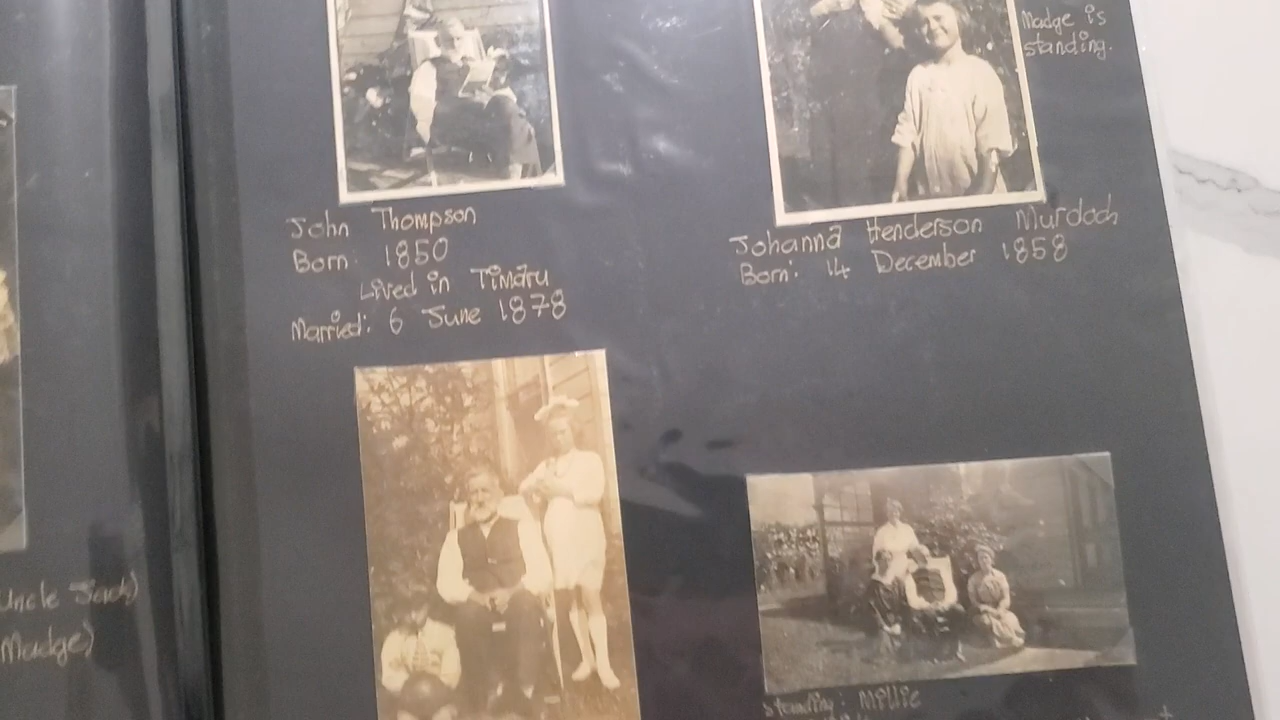 Madge is
standing.
John Thompson
Born: 1850
Lived in Timaru
Married: 6 June 1878
Johanna Henderson Murdoch
Born: 14 December 1858
Uncle Jack)
Madge)
standing: Millie